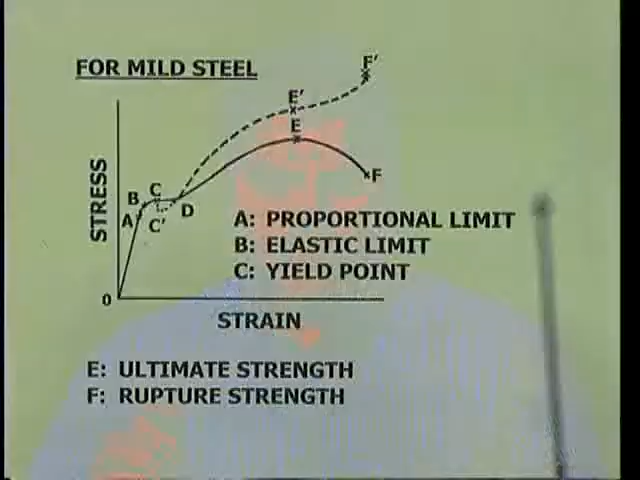 FOR MILD STEEL
F'
E'
E
F
B
C
A
C'
D
STRESS
A: PROPORTIONAL LIMIT
B: ELASTIC LIMIT
C: YIELD POINT
0
STRAIN
E: ULTIMATE STRENGTH
F: RUPTURE STRENGTH